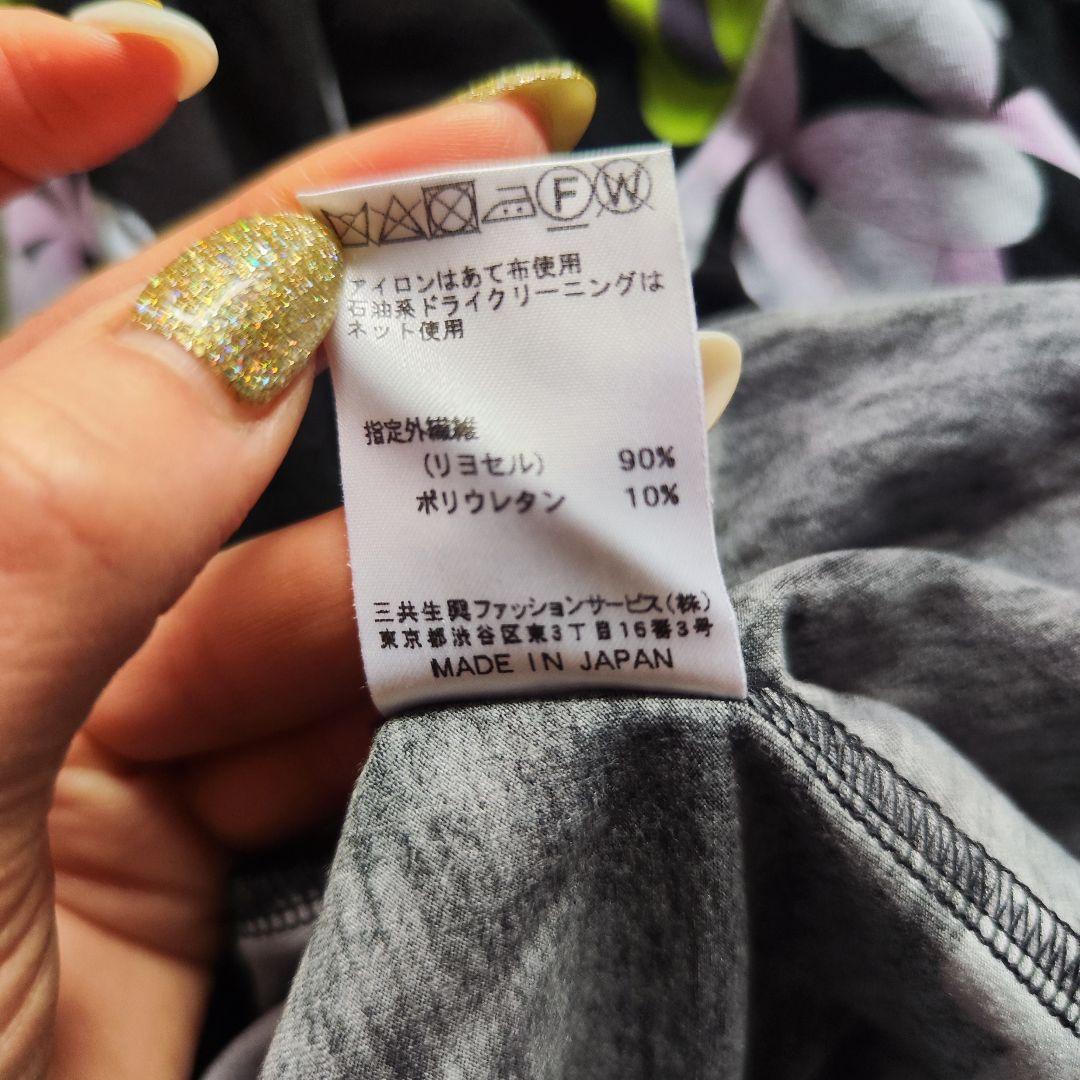 F W
アイロンはあて布使用
石油系ドライクリーニングは
ネット使用
指定外繊維
(リヨセル) 90%
ポリウレタン 10%
三共生興ファッションサービス(株)
東京都渋谷区東3丁目16番3号
MADE IN JAPAN